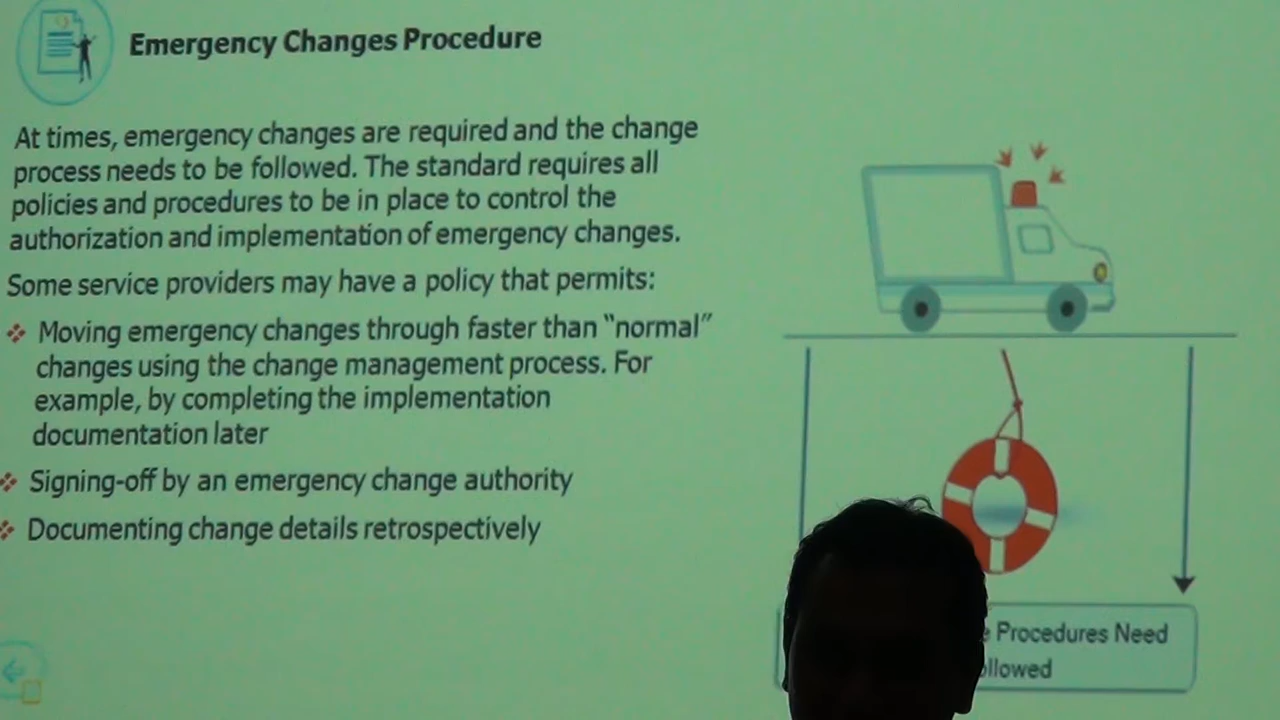 Emergency Changes Procedure
At times, emergency changes are required and the change
process needs to be followed. The standard requires all
policies and procedures to be in place to control the
authorization and implementation of emergency changes.
Some service providers may have a policy that permits:
Moving emergency changes through faster than “normal”
changes using the change management process. For
example, by completing the implementation
documentation later
Signing-off by an emergency change authority
Documenting change details retrospectively
Procedures Need